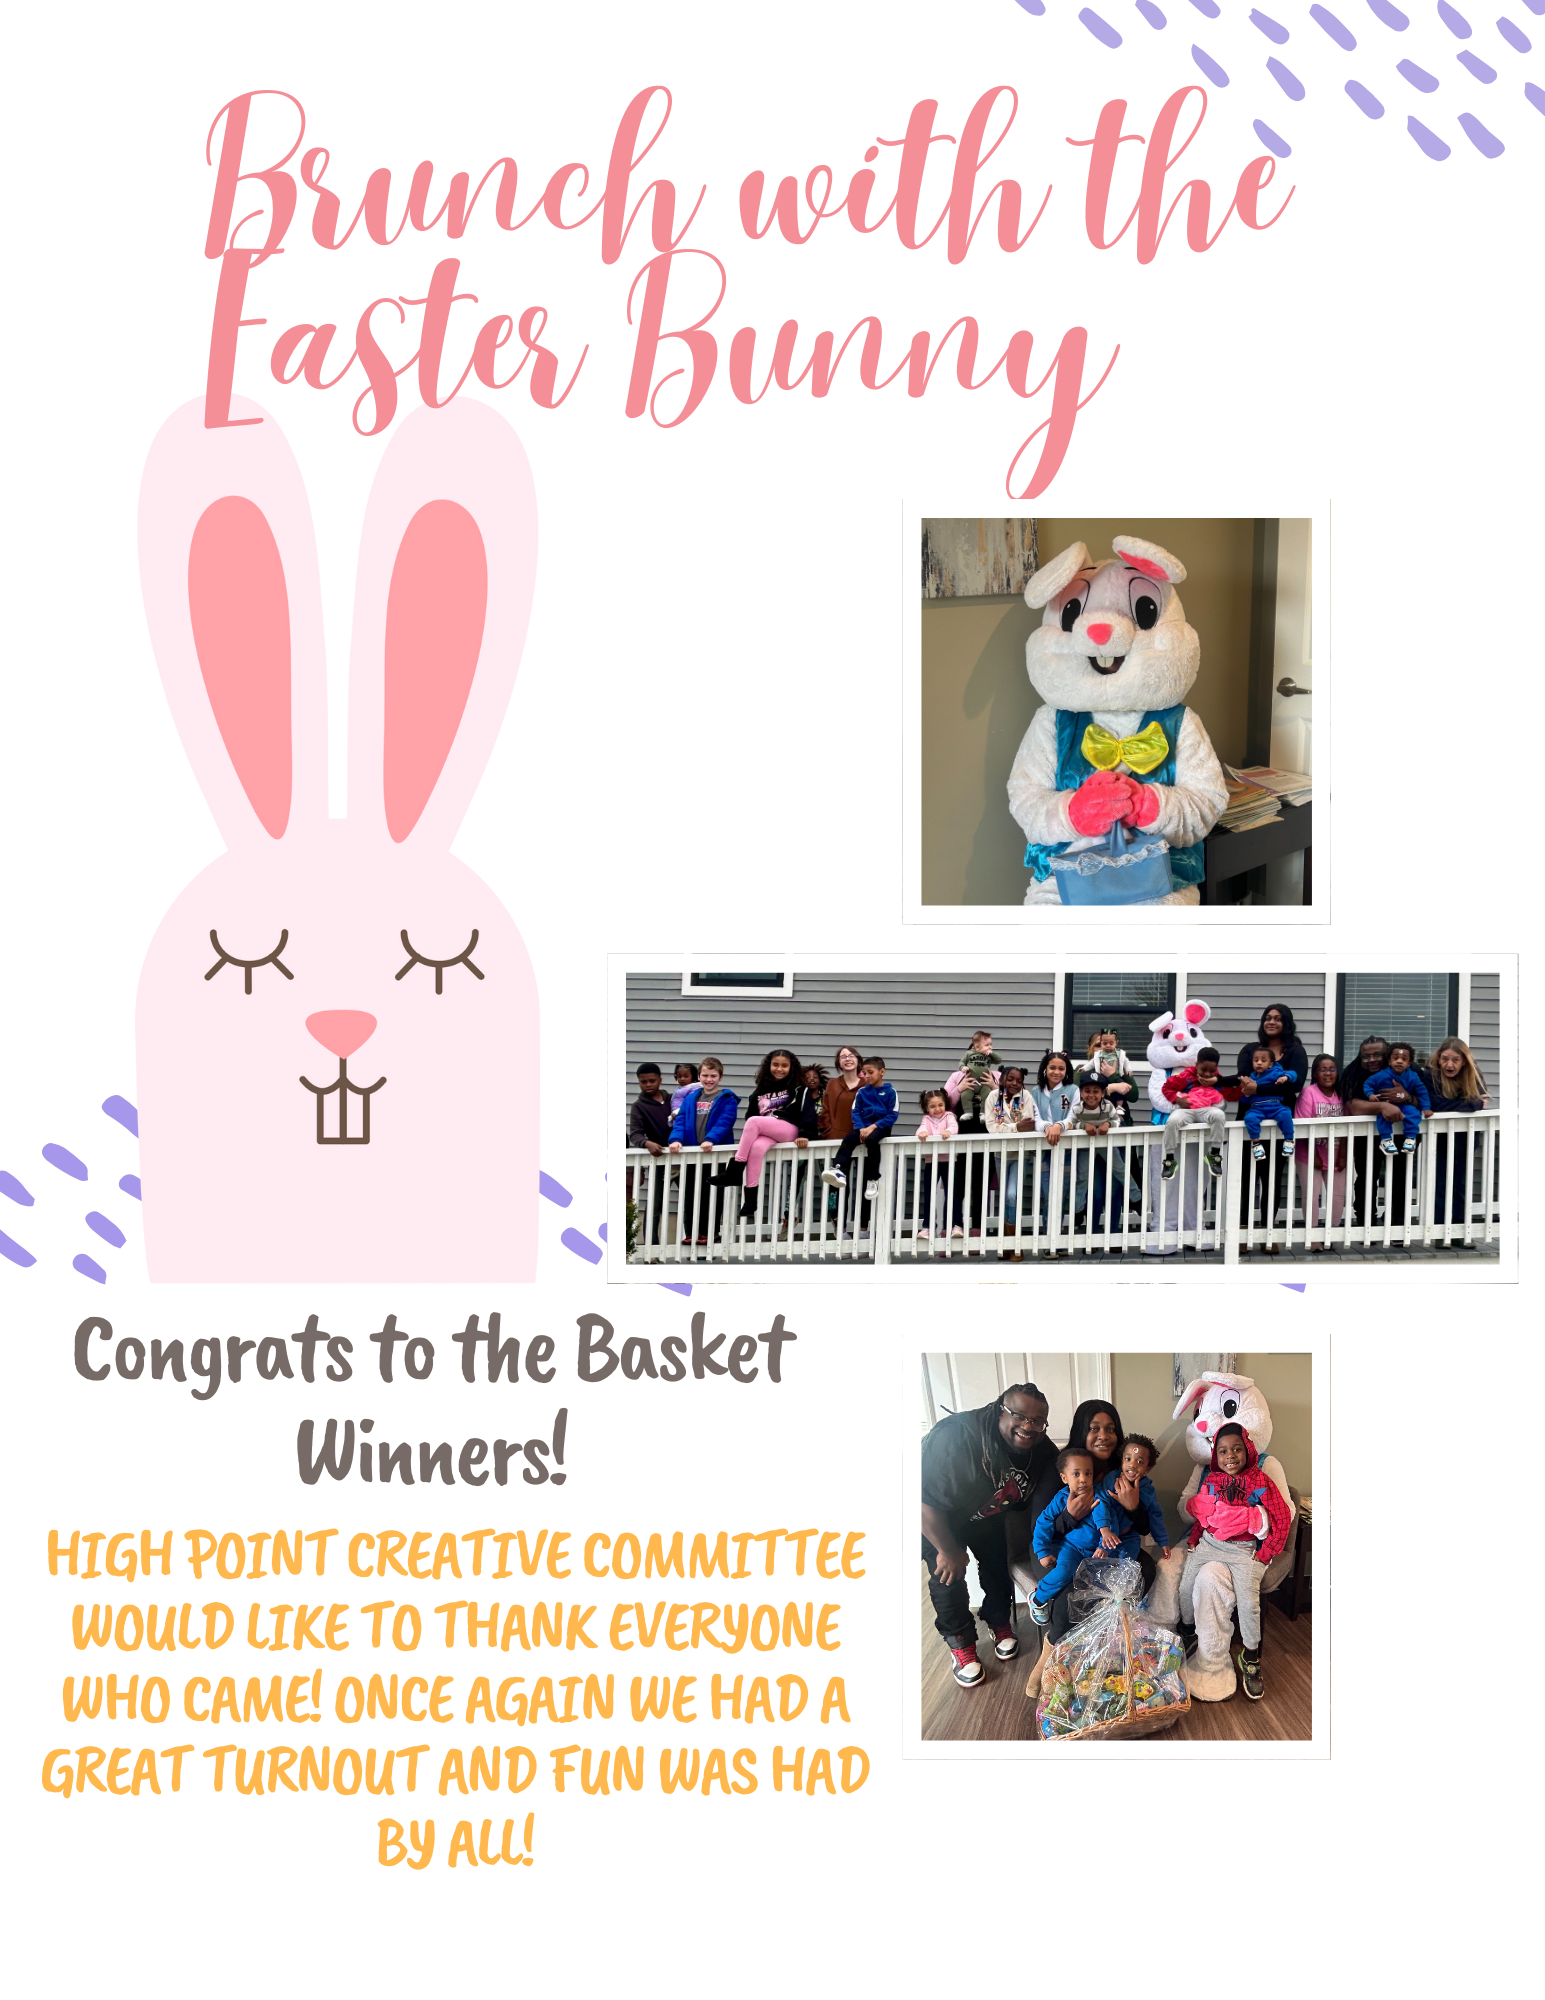 Brunch with the
Easter Bunny
Congrats to the Basket
Winners!
HIGH POINT CREATIVE COMMITTEE
WOULD LIKE TO THANK EVERYONE
WHO CAME! ONCE AGAIN WE HAD A
GREAT TURNOUT AND FUN WAS HAD
BY ALL!